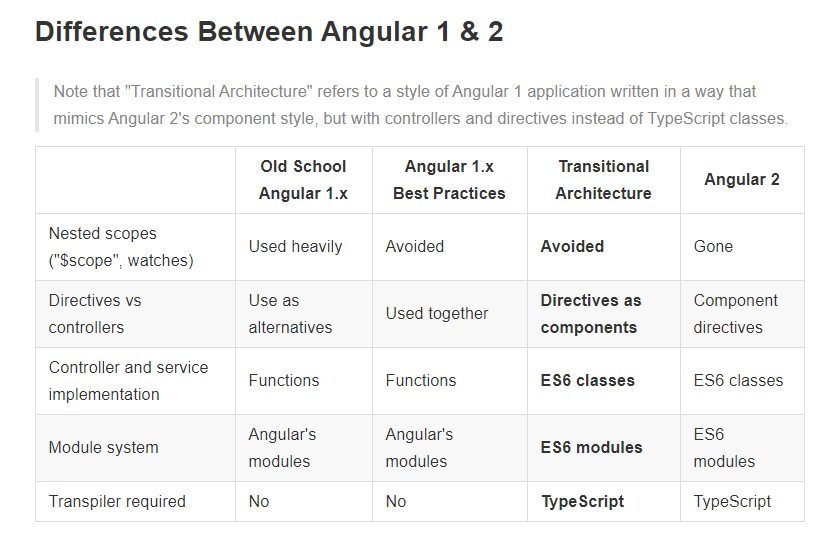 Differences Between Angular 1 & 2
Note that "Transitional Architecture" refers to a style of Angular 1 application written in a way that
mimics Angular 2's component style, but with controllers and directives instead of TypeScript classes.
Old School
Angular 1.x
Angular 1.x
Best Practices
Transitional
Architecture
Angular 2
Nested scopes
("$scope", watches)
Used heavily
Avoided
Avoided
Gone
Directives vs
controllers
Use as
alternatives
Used together
Directives as
components
Component
directives
Controller and service
implementation
Functions
Functions
ES6 classes
ES6 classes
Module system
Angular's
modules
Angular's
modules
ES6 modules
ES6
modules
Transpiler required
No
No
TypeScript
TypeScript